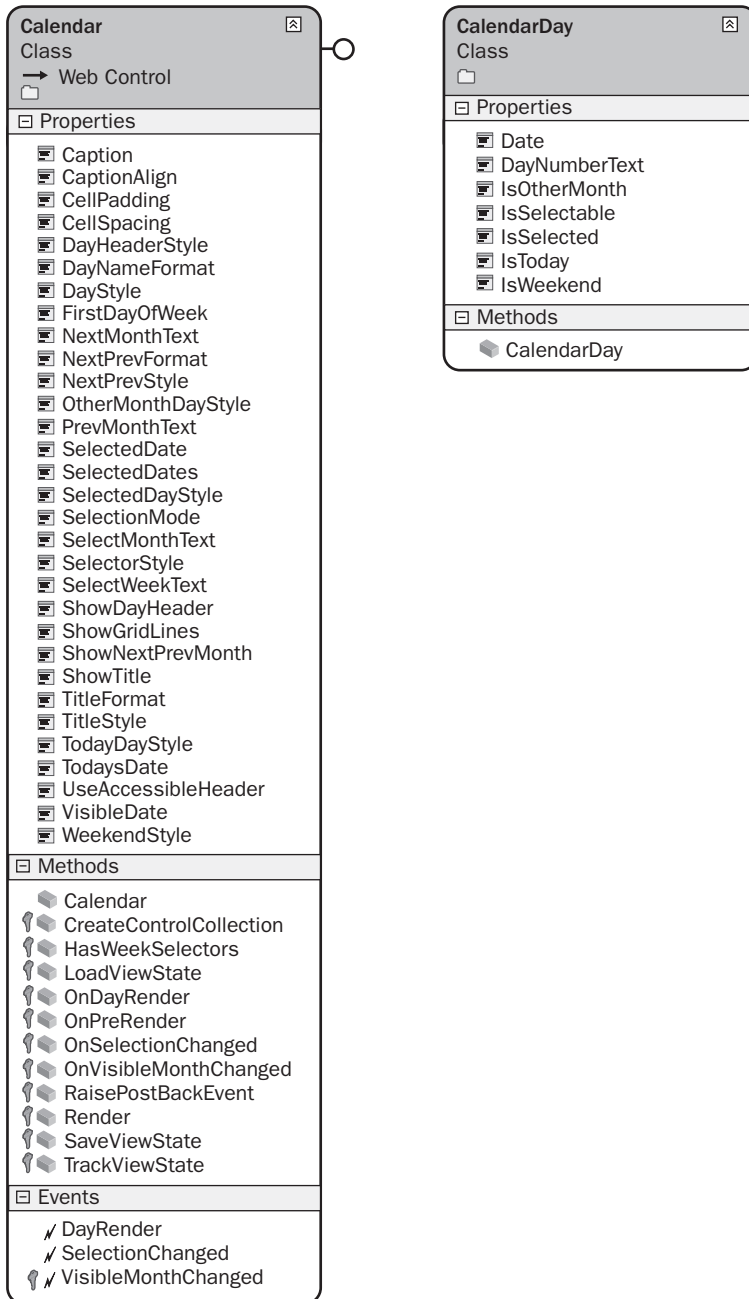 Calendar
Class
Web Control
Properties
Caption
CaptionAlign
CellPadding
CellSpacing
DayHeaderStyle
DayNameFormat
DayStyle
FirstDayOfWeek
NextMonthText
NextPrevFormat
NextPrevStyle
OtherMonthDayStyle
PrevMonthText
SelectedDate
SelectedDates
SelectedDayStyle
SelectionMode
SelectMonthText
SelectorStyle
SelectWeekText
ShowDayHeader
ShowGridLines
ShowNextPrevMonth
ShowTitle
TitleFormat
TitleStyle
TodayDayStyle
TodaysDate
UseAccessibleHeader
VisibleDate
WeekendStyle
Methods
Calendar
CreateControlCollection
HasWeekSelectors
LoadViewState
OnDayRender
OnPreRender
OnSelectionChanged
OnVisibleMonthChanged
RaisePostBackEvent
Render
SaveViewState
TrackViewState
Events
DayRender
SelectionChanged
VisibleMonthChanged
CalendarDay
Class
Properties
Date
DayNumberText
IsOtherMonth
IsSelectable
IsSelected
IsToday
IsWeekend
Methods
CalendarDay